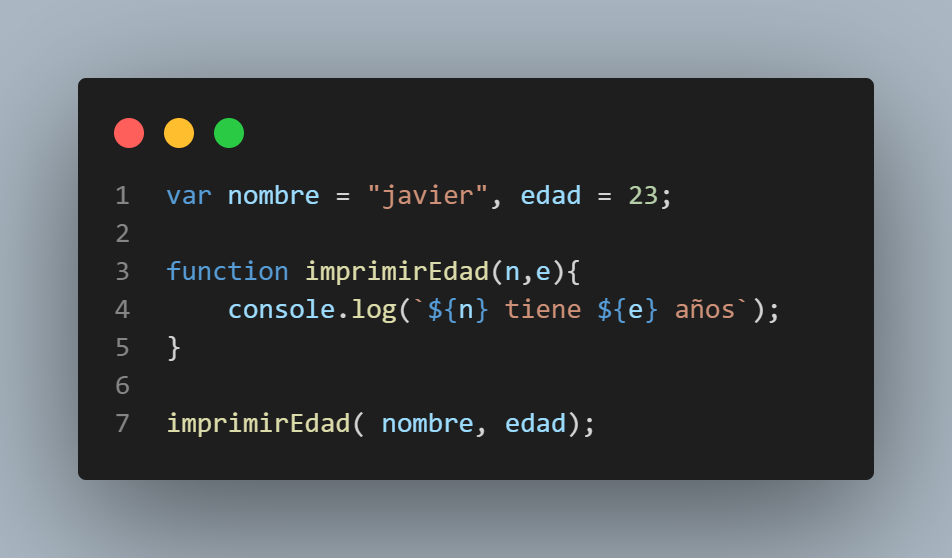 1 var nombre = "javier", edad = 23;
2
3 function imprimirEdad(n,e){
4     console.log(`${n} tiene ${e} años`);
5 }
6
7 imprimirEdad( nombre, edad);